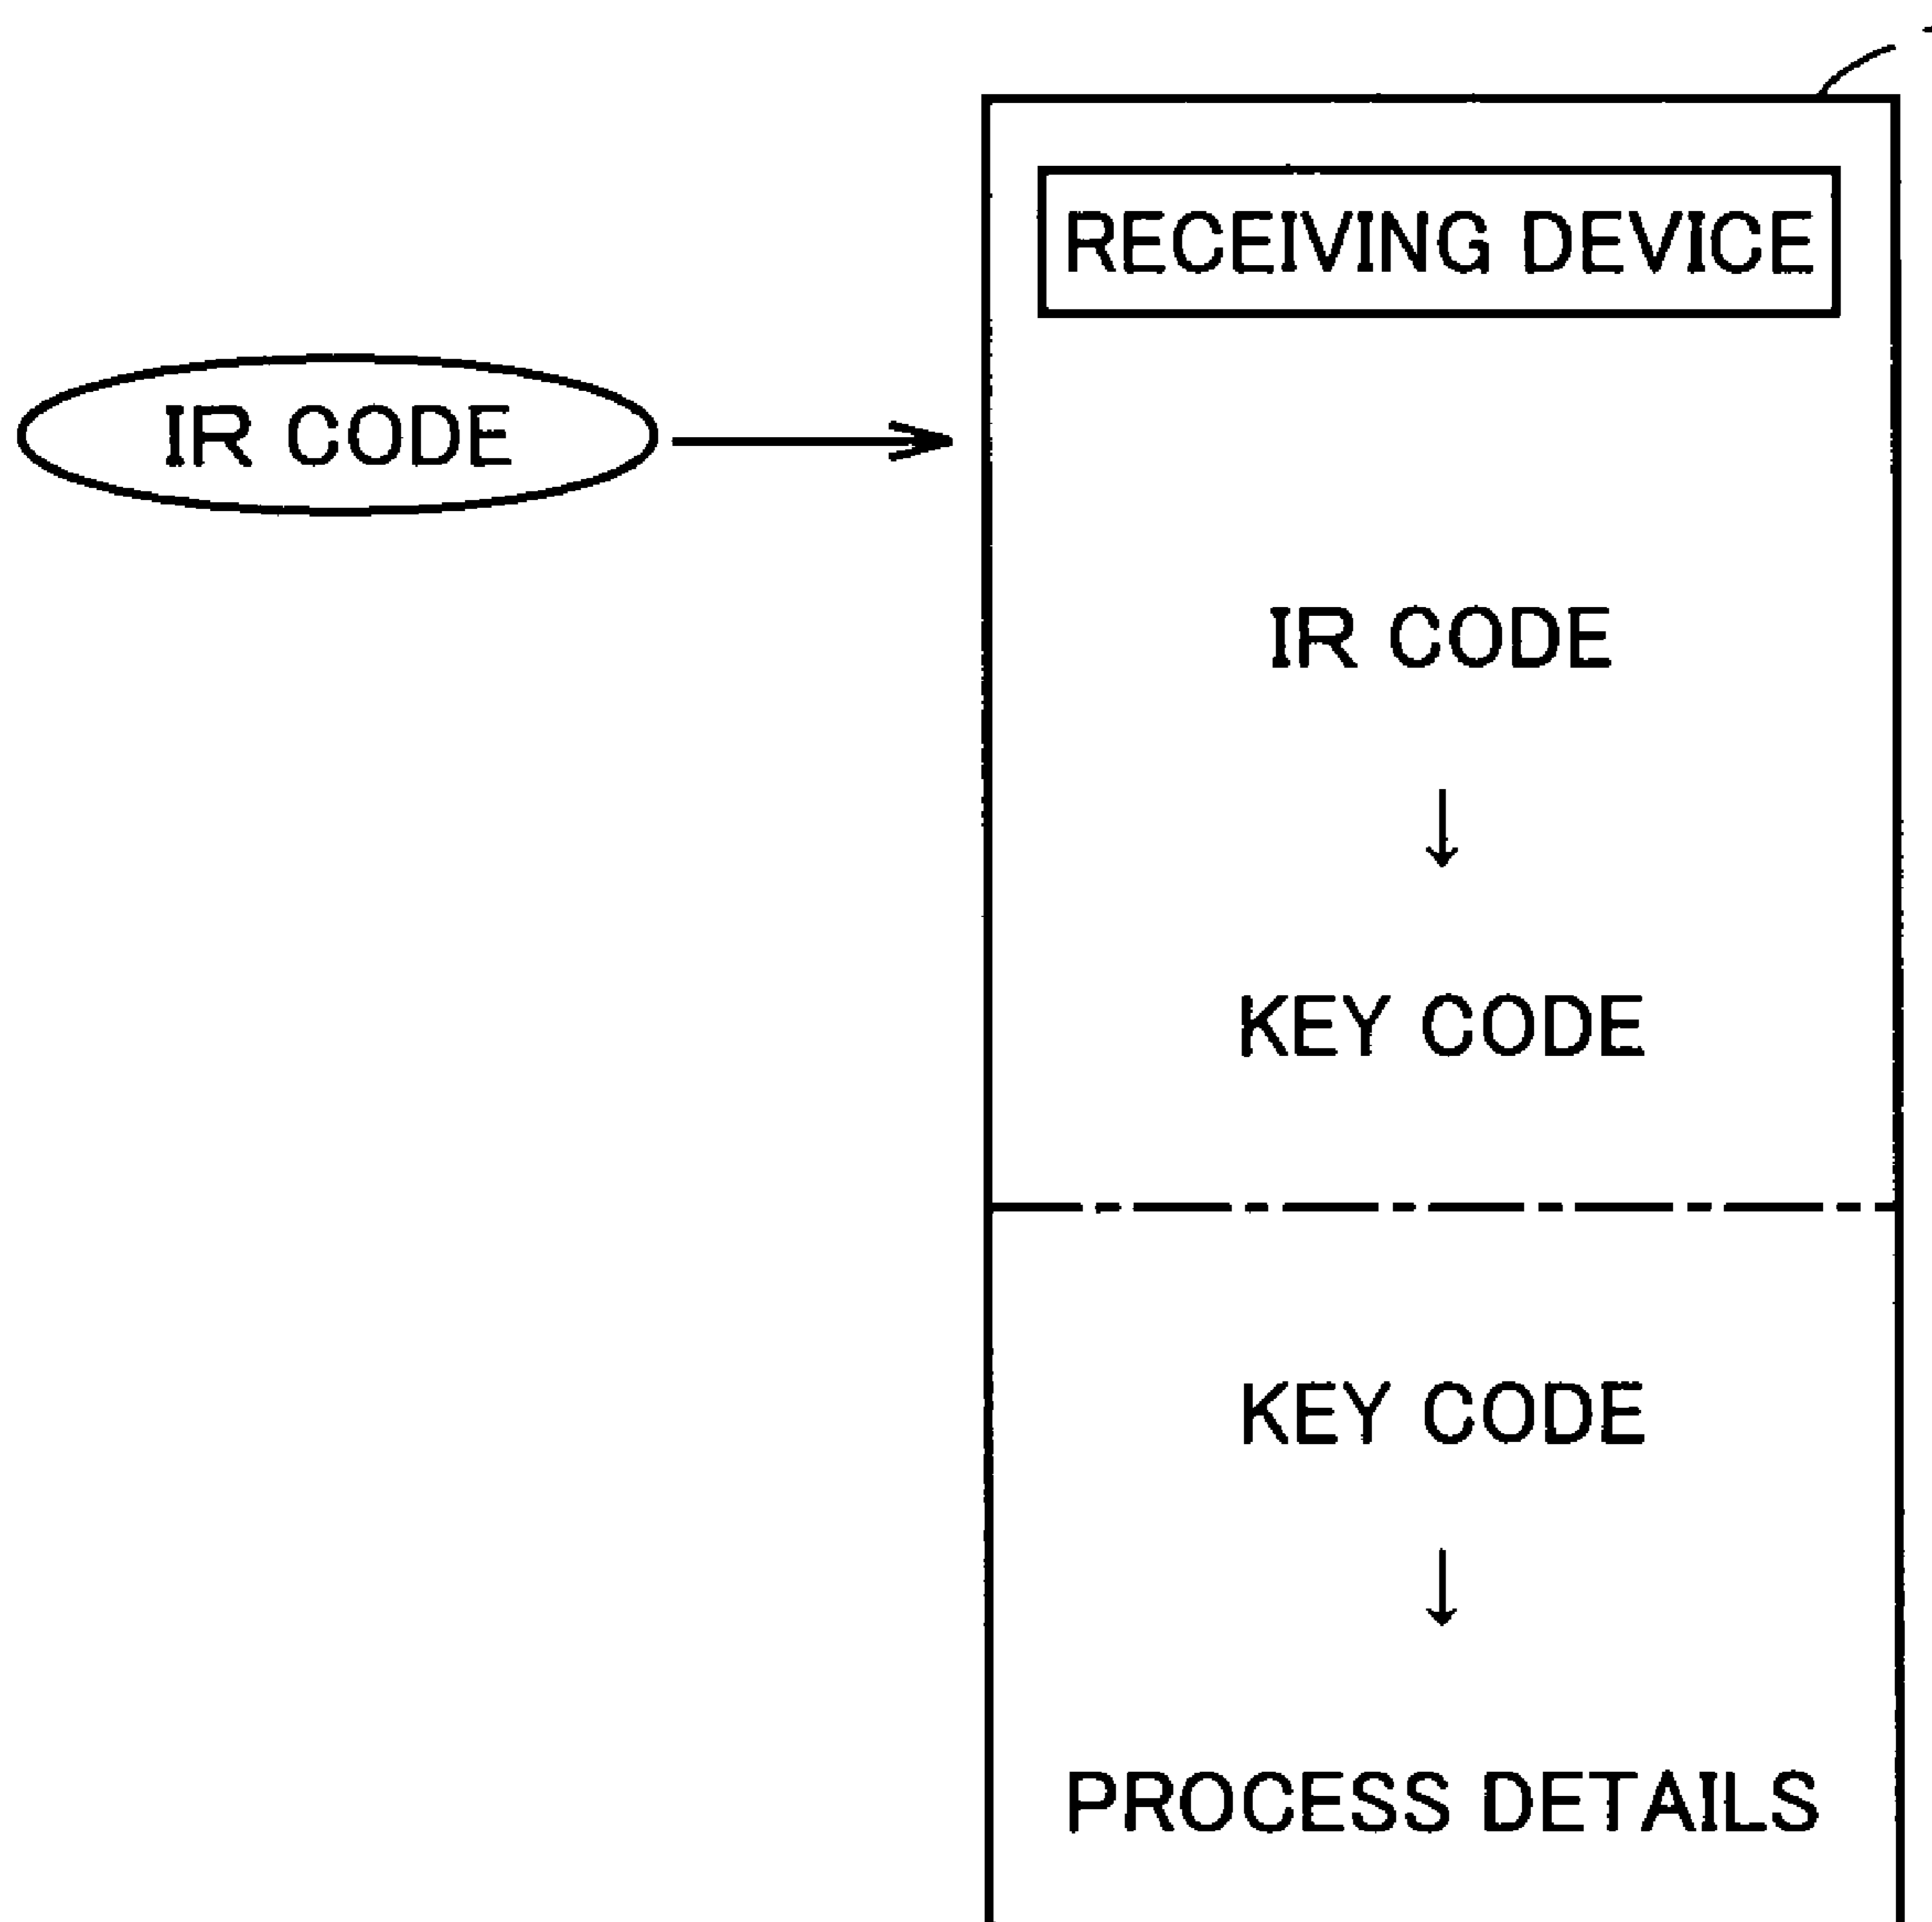 RECEIVING DEVICE
IR CODE
IR CODE
↓
KEY CODE
KEY CODE
↓
PROCESS DETAILS